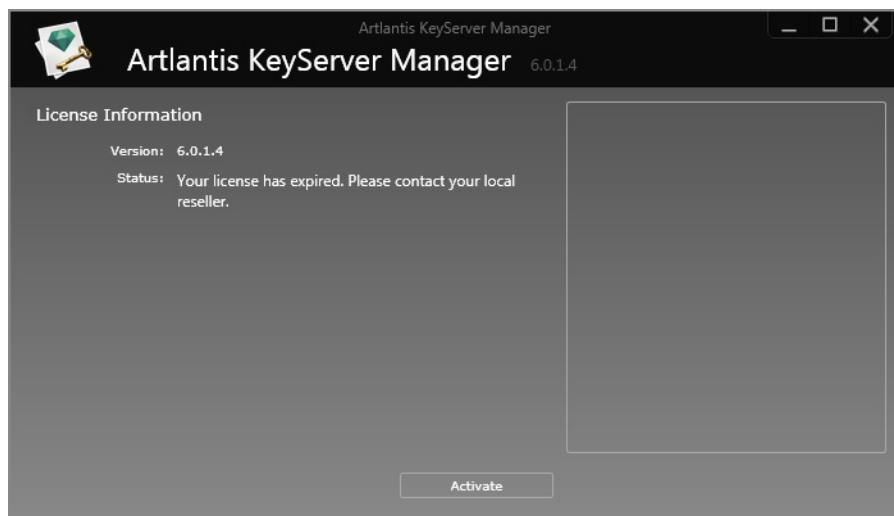 Artlantis KeyServer Manager
Artlantis KeyServer Manager 6.0.1.4
License Information
Version: 6.0.1.4
Status: Your license has expired. Please contact your local
reseller.
Activate